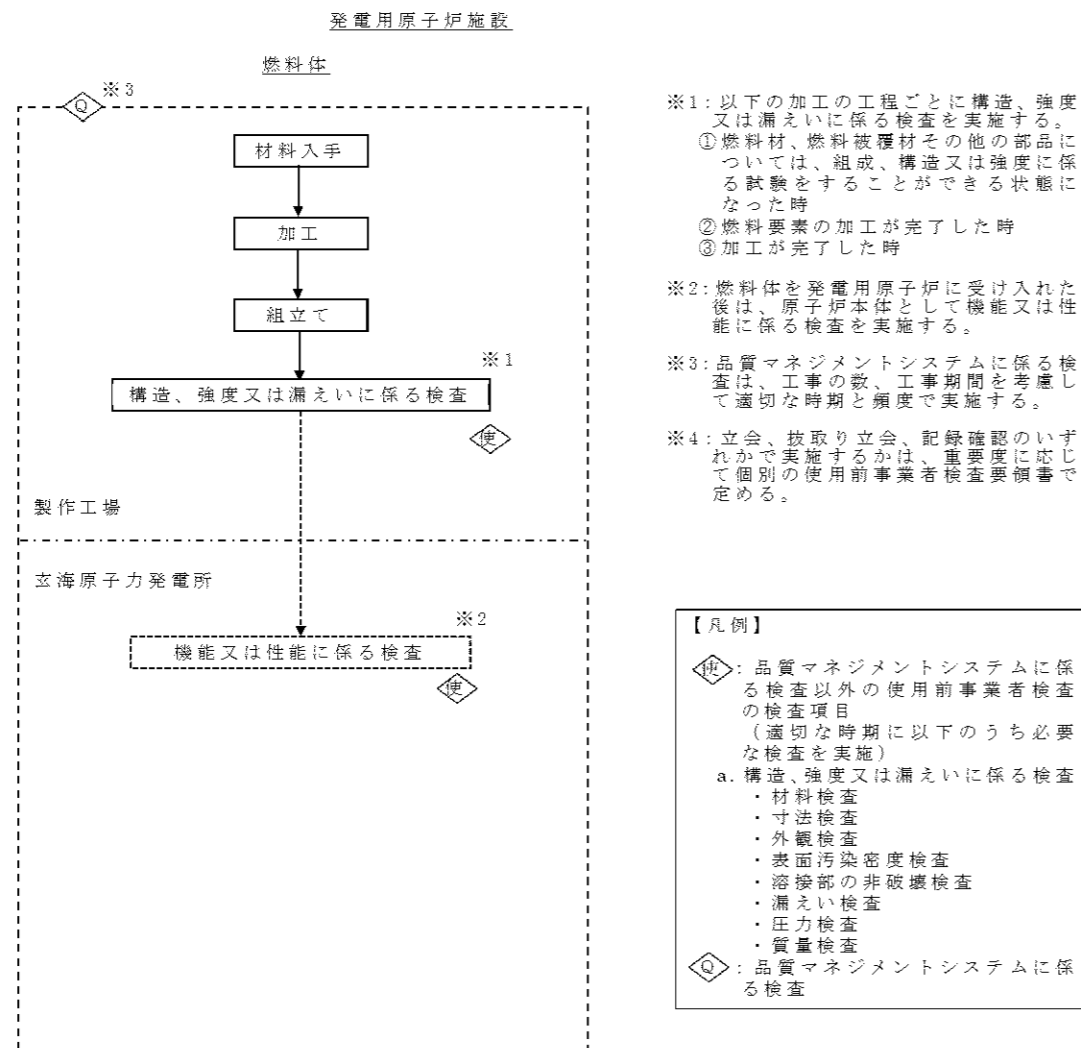 発電用原子炉施設
燃料体
Q
※3
材料入手
加工
組立て
※1
構造、強度又は漏えいに係る検査
使
製作工場
玄海原子力発電所
※2
機能又は性能に係る検査
使
※1:以下の加工の工程ごとに構造、強度
又は漏えいに係る検査を実施する。
①燃料材、燃料被覆材その他の部品に
ついては、組成、構造又は強度に係
る試験をすることができる状態に
なった時
②燃料要素の加工が完了した時
③加工が完了した時
※2:燃料体を発電用原子炉に受け入れた
後は、原子炉本体として機能又は性
能に係る検査を実施する。
※3:品質マネジメントシステムに係る検
査は、工事の数、工事期間を考慮し
て適切な時期と頻度で実施する。
※4:立会、抜取り立会、記録確認のいず
れかで実施するかは、重要度に応じ
て個別の使用前事業者検査要領書で
定める。
【凡例】
使:品質マネジメントシステムに係
る検査以外の使用前事業者検査
の検査項目
(適切な時期に以下のうち必要
な検査を実施)
a.構造、強度又は漏えいに係る検査
・材料検査
・寸法検査
・外観検査
・表面汚染密度検査
・溶接部の非破壊検査
・漏えい検査
・圧力検査
・質量検査
Q:品質マネジメントシステムに係
る検査